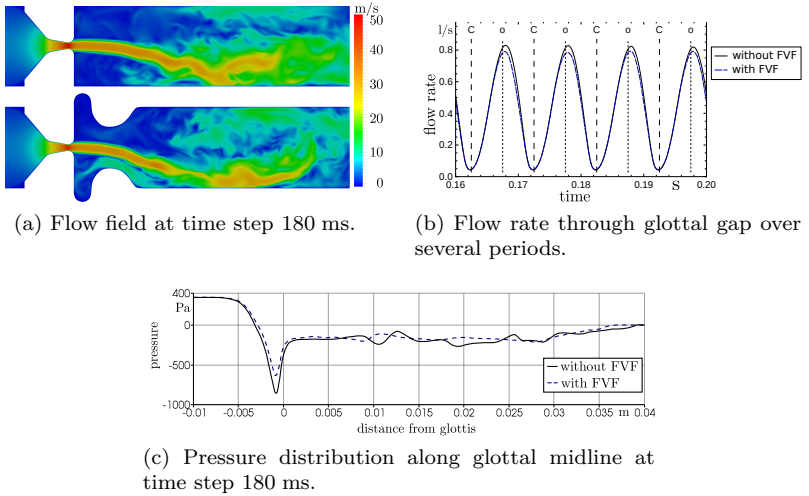 m/s
50
40
30
20
10
0
(a) Flow field at time step 180 ms.
l/s
C o C o C o C o
0.8
0.6
0.4
0.2
0.0
flow rate
0.16 0.17 0.18 0.19 0.20
time
s
without FVF
with FVF
(b) Flow rate through glottal gap over
several periods.
400
Pa
0
-500
-1000
pressure
-0.01 -0.005 0 0.005 0.01 0.015 0.02 0.025 0.03 0.035 m 0.04
distance from glottis
without FVF
with FVF
(c) Pressure distribution along glottal midline at
time step 180 ms.